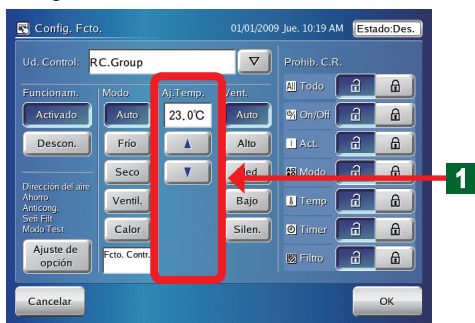 Config. Fcto.
01/01/2009 Jue. 10:19 AM
Estado:Des.
Ud. Control:
RC.Group
Prohib. C.R.
Funcionam.
Modo
Aj.Temp.
Vent.
All Todo
Activado
Auto
23,0℃
Auto
On/Off
Descon.
Frío
Alto
Act.
Seco
Med
Modo
Dirección del aire
Ahorro
Anticong.
Señ Filt
Modo Test
Ventil.
Bajo
Temp
Calor
Silen.
Timer
Ajuste de
opción
Fcto. Contr.
Filtro
Cancelar
OK
1